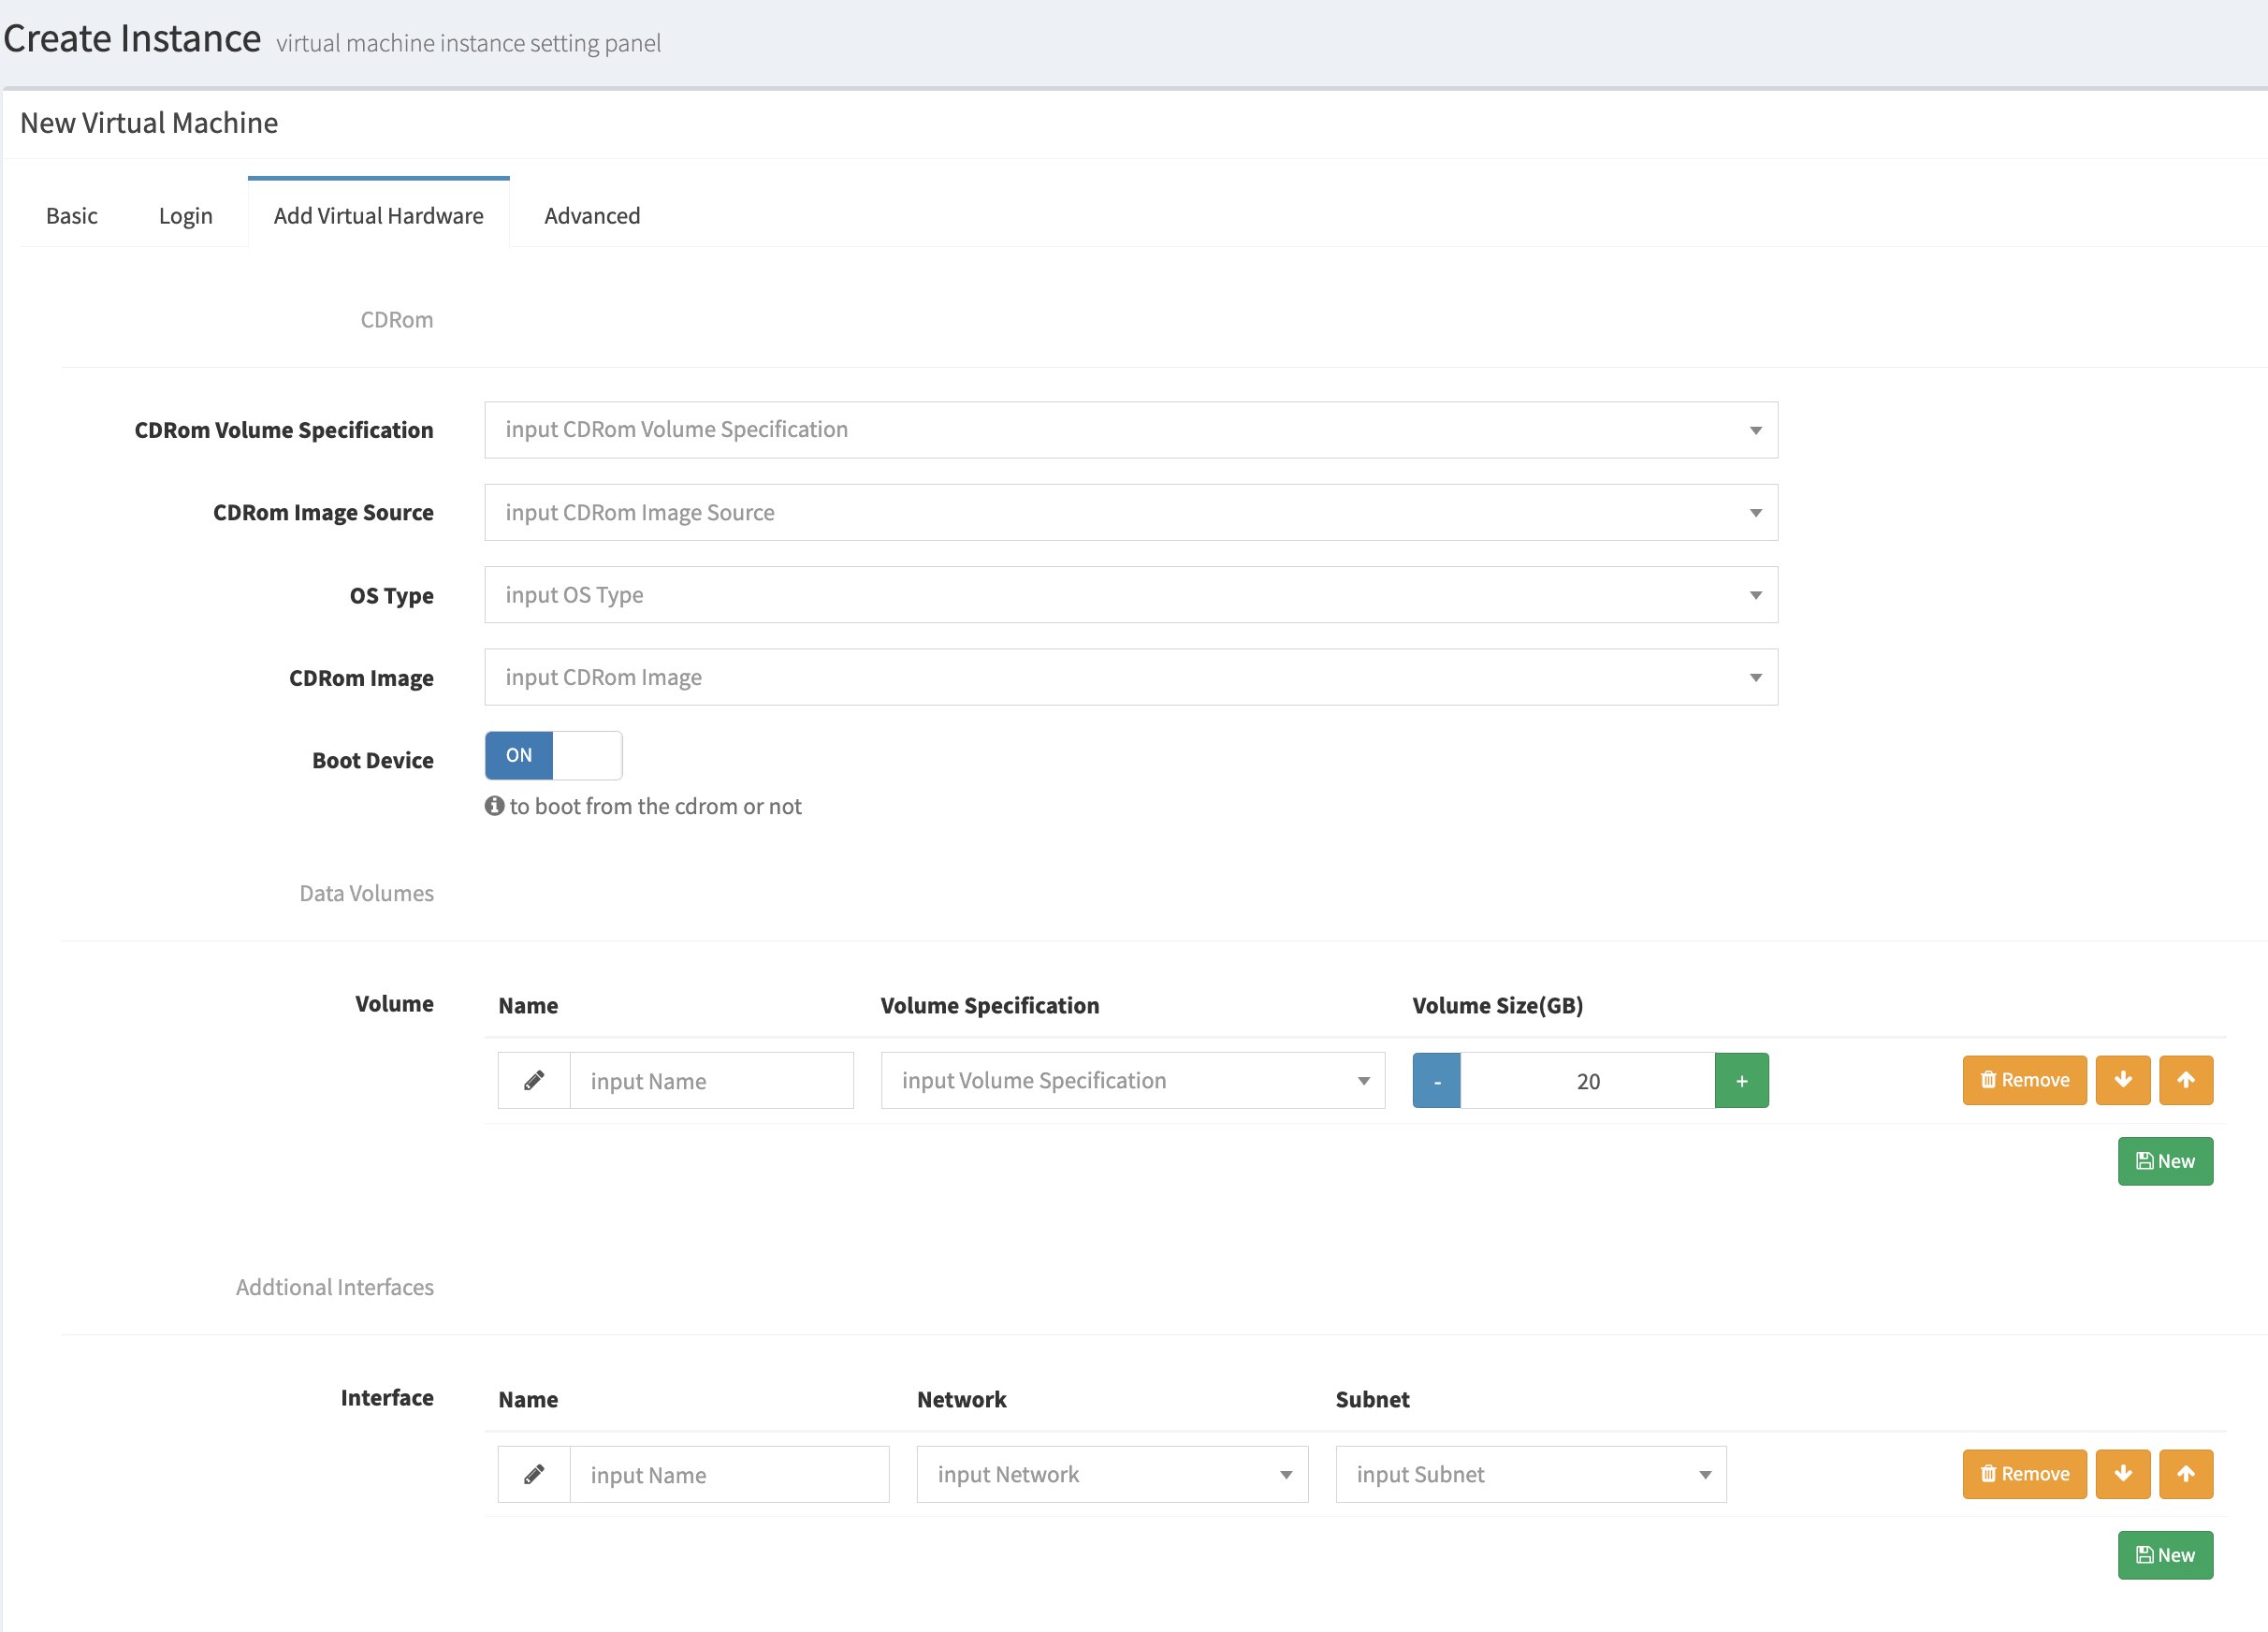 Create Instance virtual machine instance setting panel
New Virtual Machine
Basic Login Add Virtual Hardware Advanced
CDRom
CDRom Volume Specification input CDRom Volume Specification
CDRom Image Source input CDRom Image Source
OS Type input OS Type
CDRom Image input CDRom Image
Boot Device ON
to boot from the cdrom or not
Data Volumes
Volume Name Volume Specification Volume Size(GB)
input Name input Volume Specification - 20 + Remove
New
Addtional Interfaces
Interface Name Network Subnet
input Name input Network input Subnet Remove
New